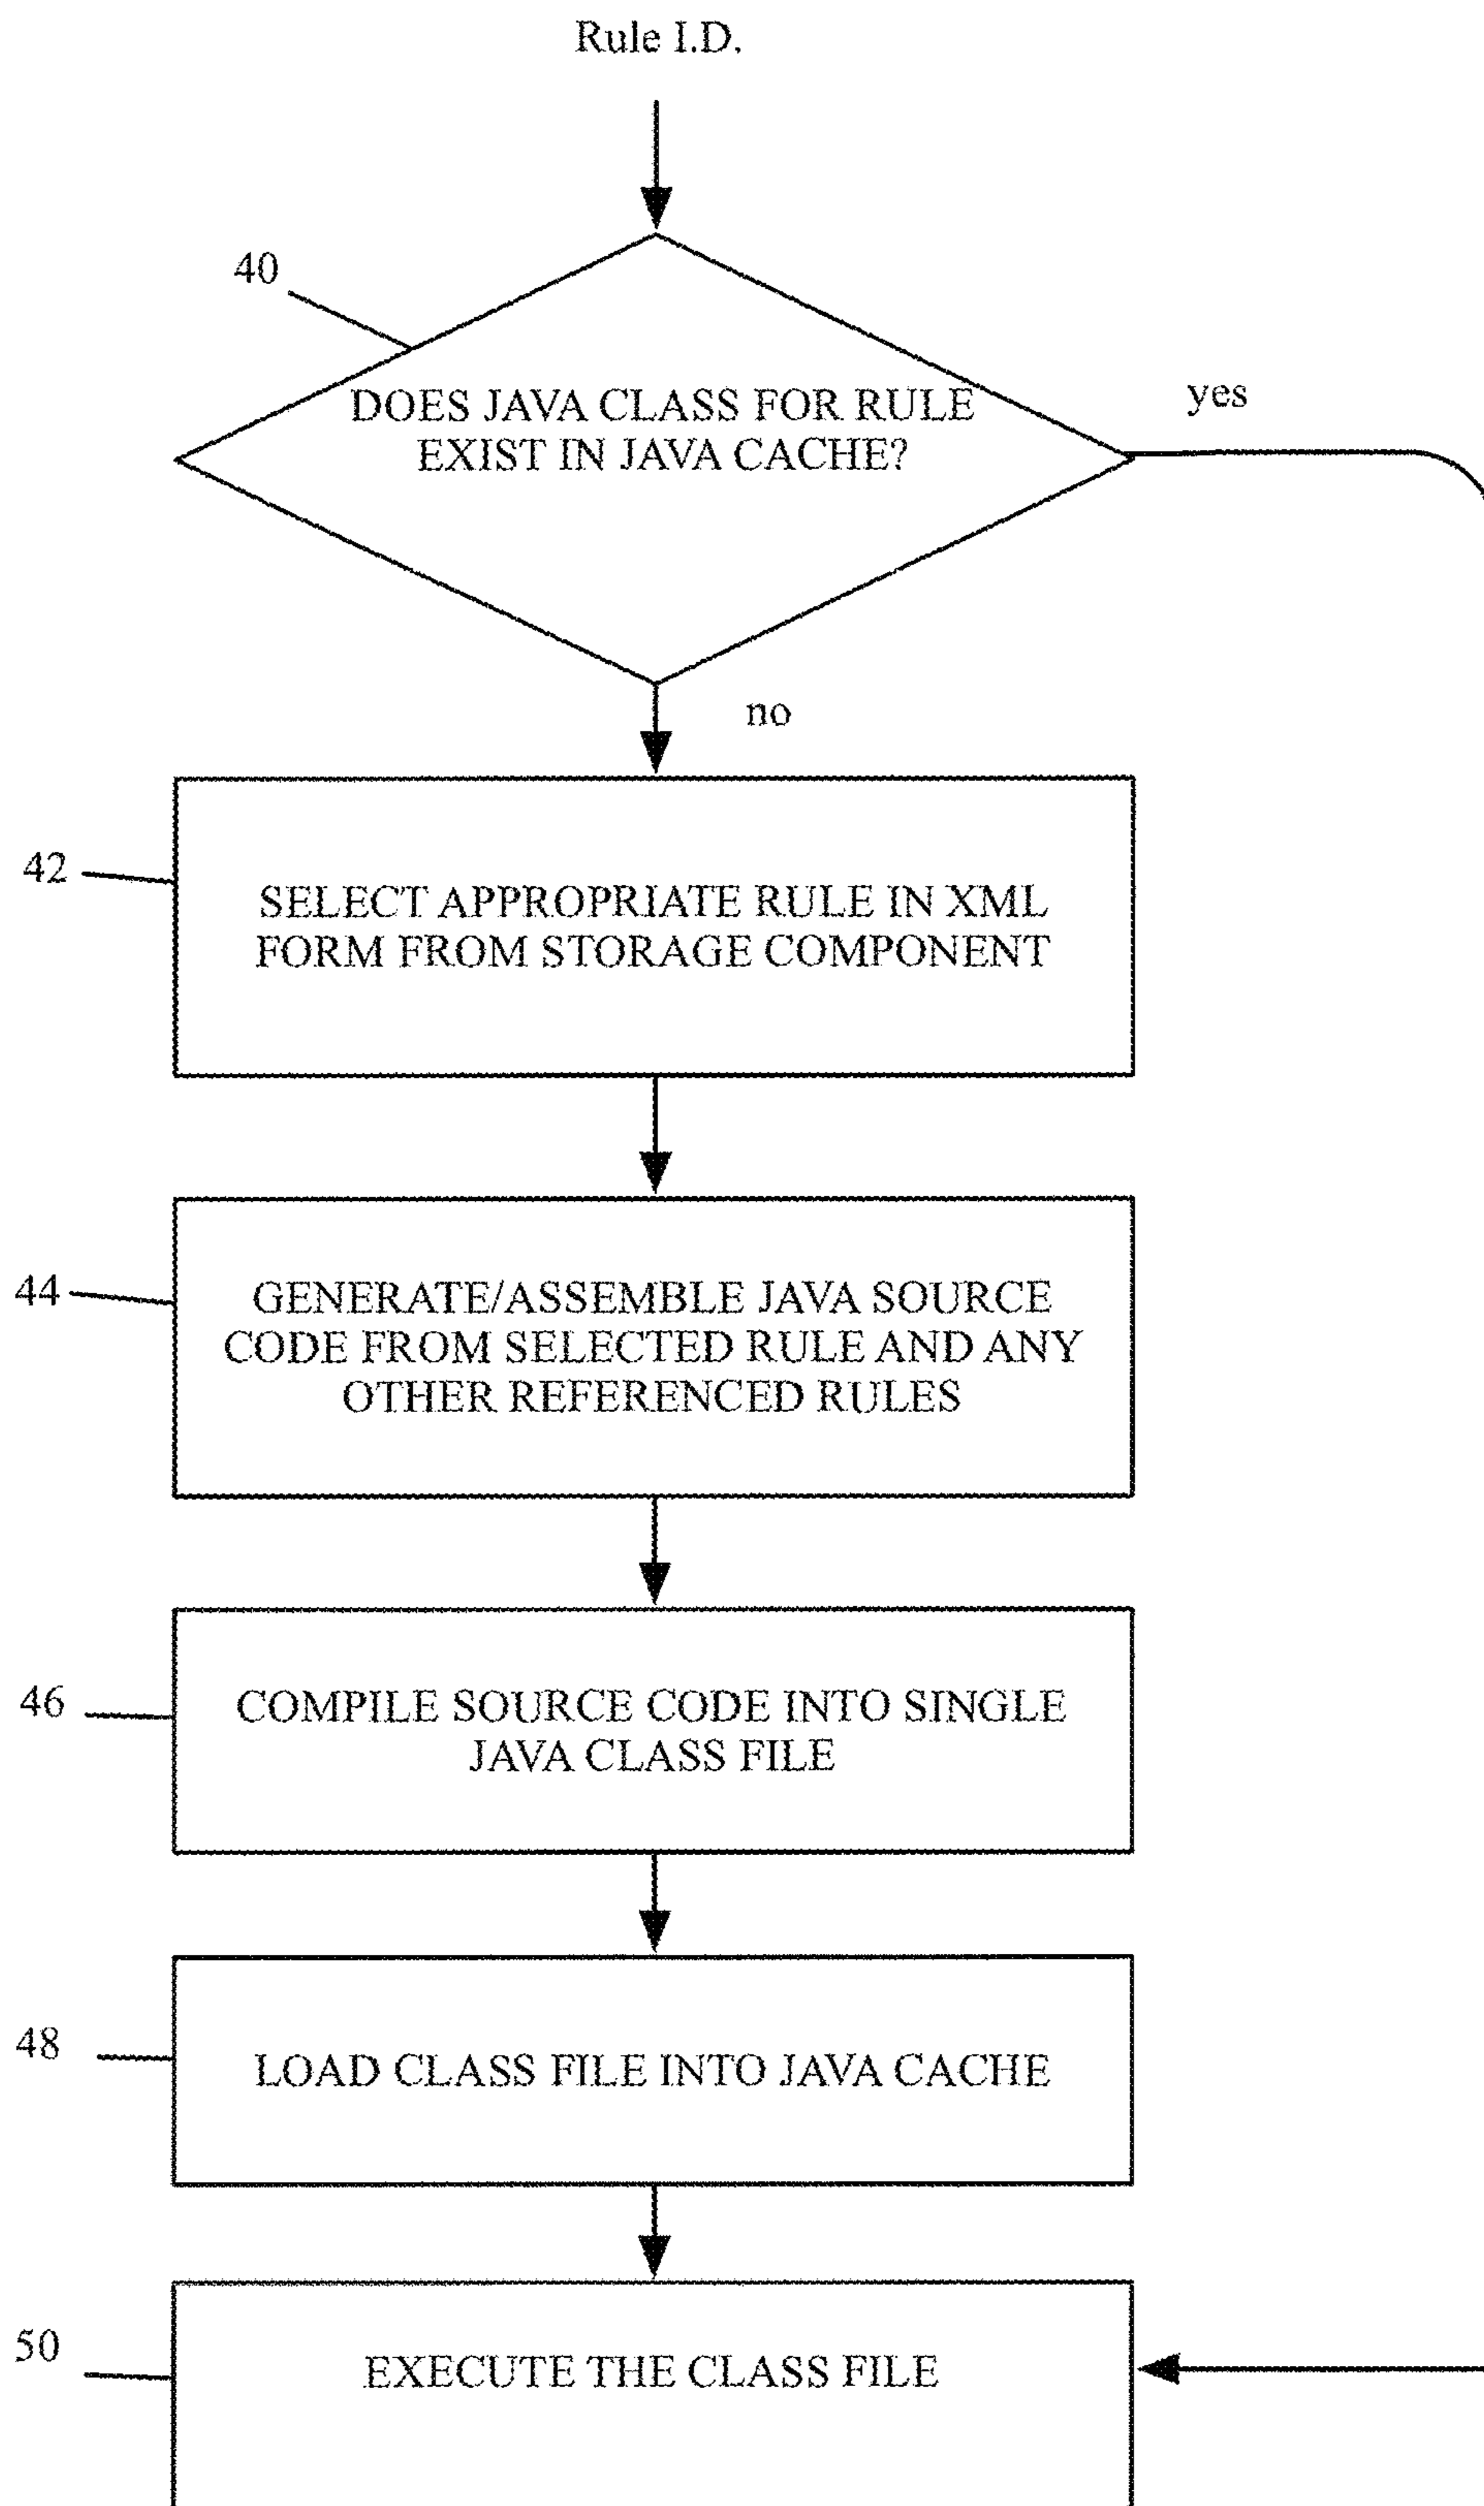 Rule I.D.
40
DOES JAVA CLASS FOR RULE
EXIST IN JAVA CACHE?
yes
no
42
SELECT APPROPRIATE RULE IN XML
FORM FROM STORAGE COMPONENT
44
GENERATE/ASSEMBLE JAVA SOURCE
CODE FROM SELECTED RULE AND ANY
OTHER REFERENCED RULES
46
COMPILE SOURCE CODE INTO SINGLE
JAVA CLASS FILE
48
LOAD CLASS FILE INTO JAVA CACHE
50
EXECUTE THE CLASS FILE